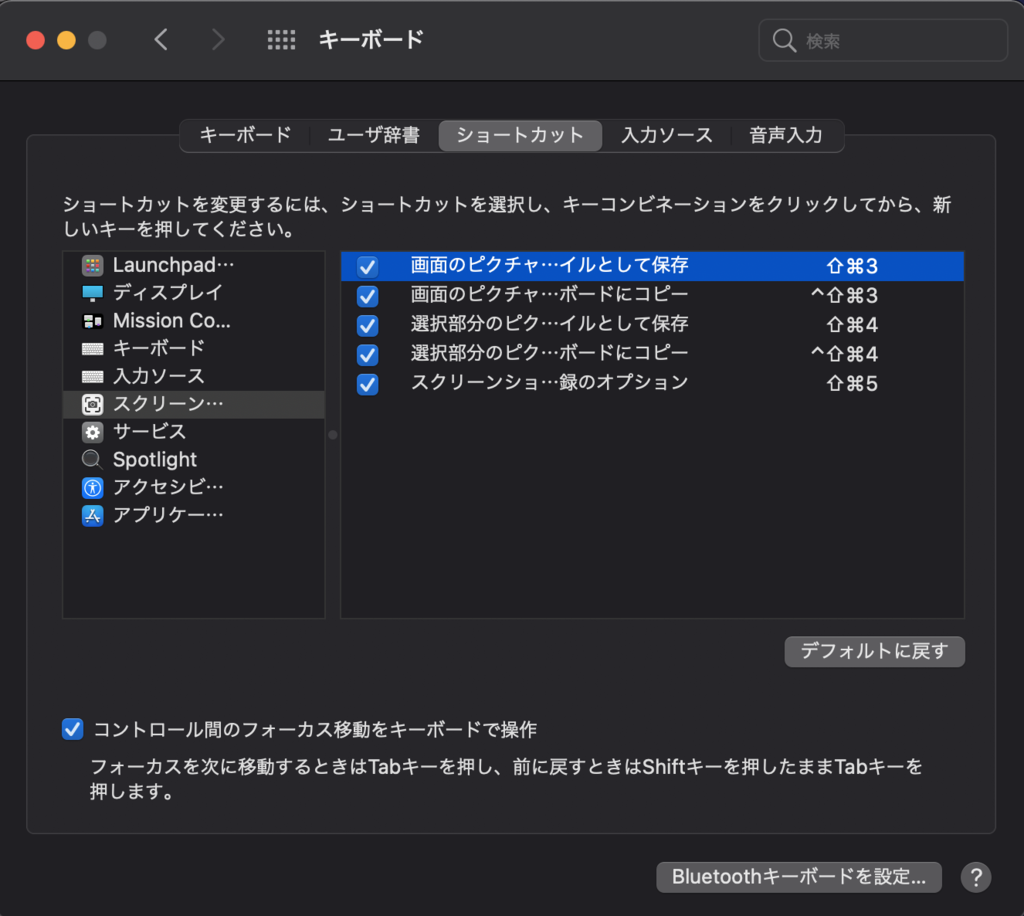 キーボード
検索
キーボード
ユーザ辞書
ショートカット
入力ソース
音声入力
ショートカットを変更するには、ショートカットを選択し、キーコンビネーションをクリックしてから、新
しいキーを押してください。
Launchpad…
ディスプレイ
Mission Co...
キーボード
入力ソース
スクリーン…
サービス
Spotlight
アクセシビ…
アプリケー…
画面のピクチャ…イルとして保存 ⇧⌘3
画面のピクチャ…ボードにコピー ^⇧⌘3
選択部分のピク…イルとして保存 ⇧⌘4
選択部分のピク…ボードにコピー ^⇧⌘4
スクリーンショ…録のオプション ⇧⌘5
デフォルトに戻す
コントロール間のフォーカス移動をキーボードで操作
フォーカスを次に移動するときはTabキーを押し、前に戻すときはShiftキーを押したままTabキーを
押します。
Bluetoothキーボードを設定...
?